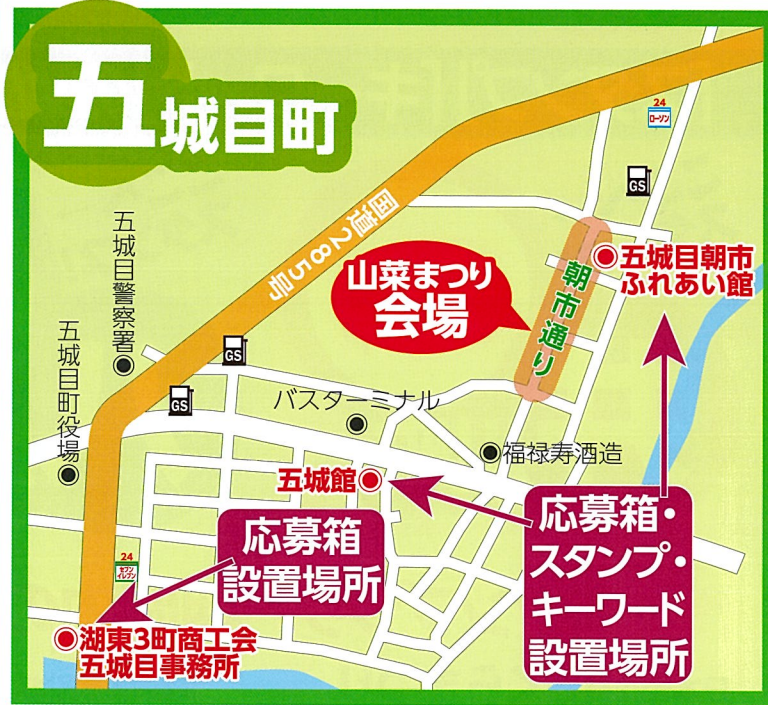 五城目町
24
ローソン
GS
国道285号
五城目警察署
山菜まつり
会場
朝市通り
五城目朝市
ふれあい館
五城目町役場
GS
GS
バスターミナル
福禄寿酒造
五城館
応募箱
設置場所
応募箱・
スタンプ・
キーワード
設置場所
24
セブン
イレブン
湖東3町商工会
五城目事務所